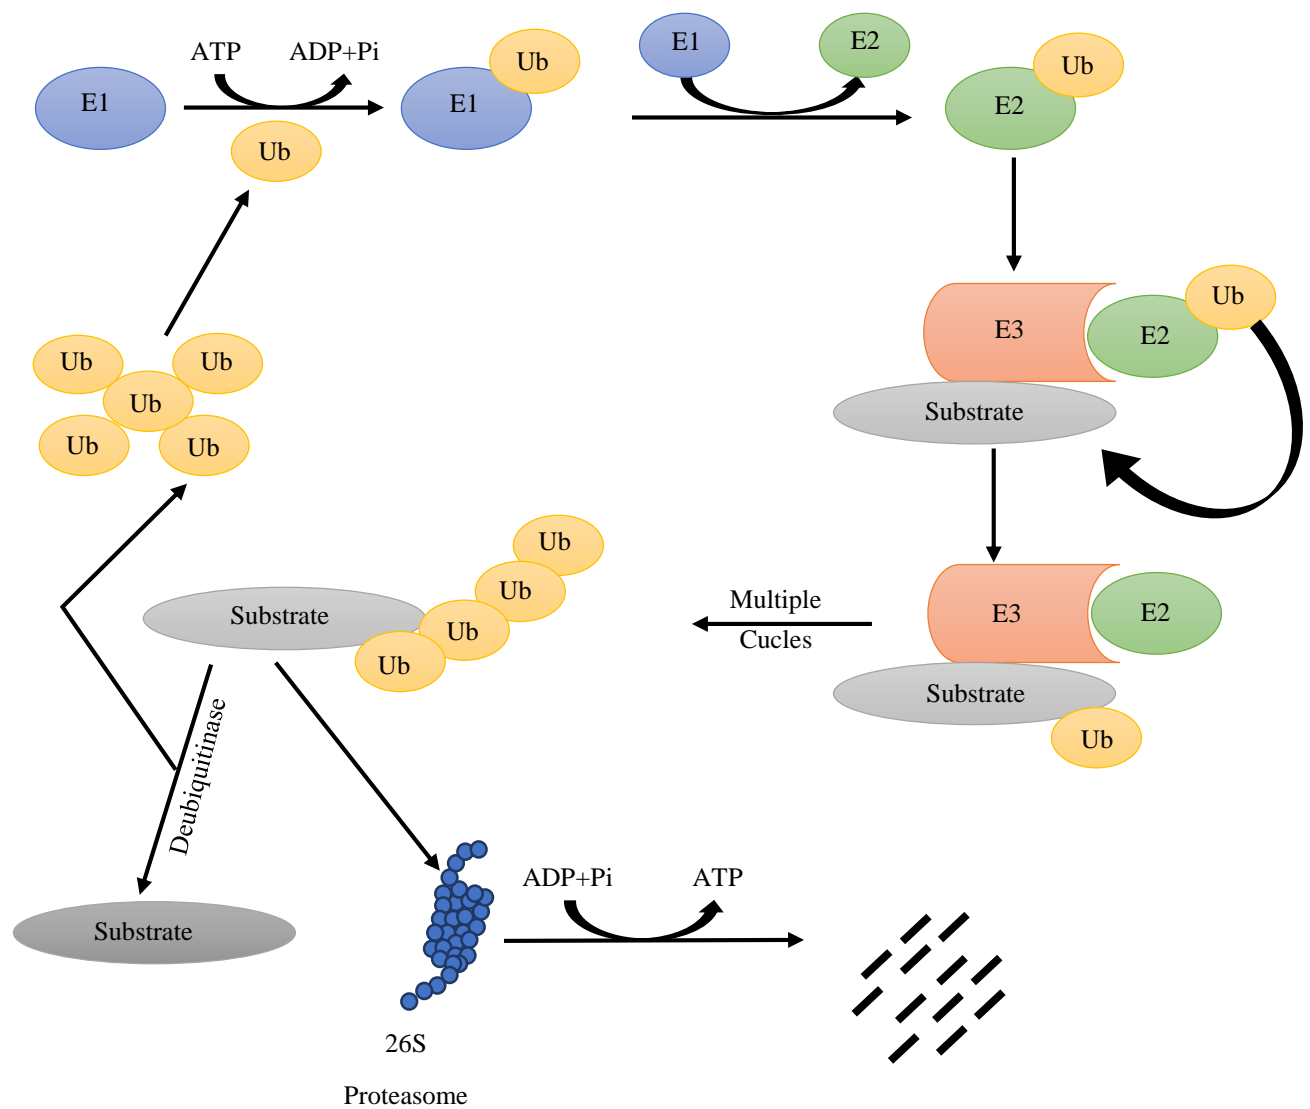 ATP
ADP+Pi
E1
Ub
E1
Ub
E1
E2
E2
Ub
Ub
Ub
Ub
Ub
Ub
Ub
E3
E2
Ub
Substrate
Substrate
Ub
Ub
Ub
Ub
Multiple
Cucles
E3
E2
Substrate
Ub
Deubiquitinase
Substrate
ADP+Pi
ATP
26S
Proteasome